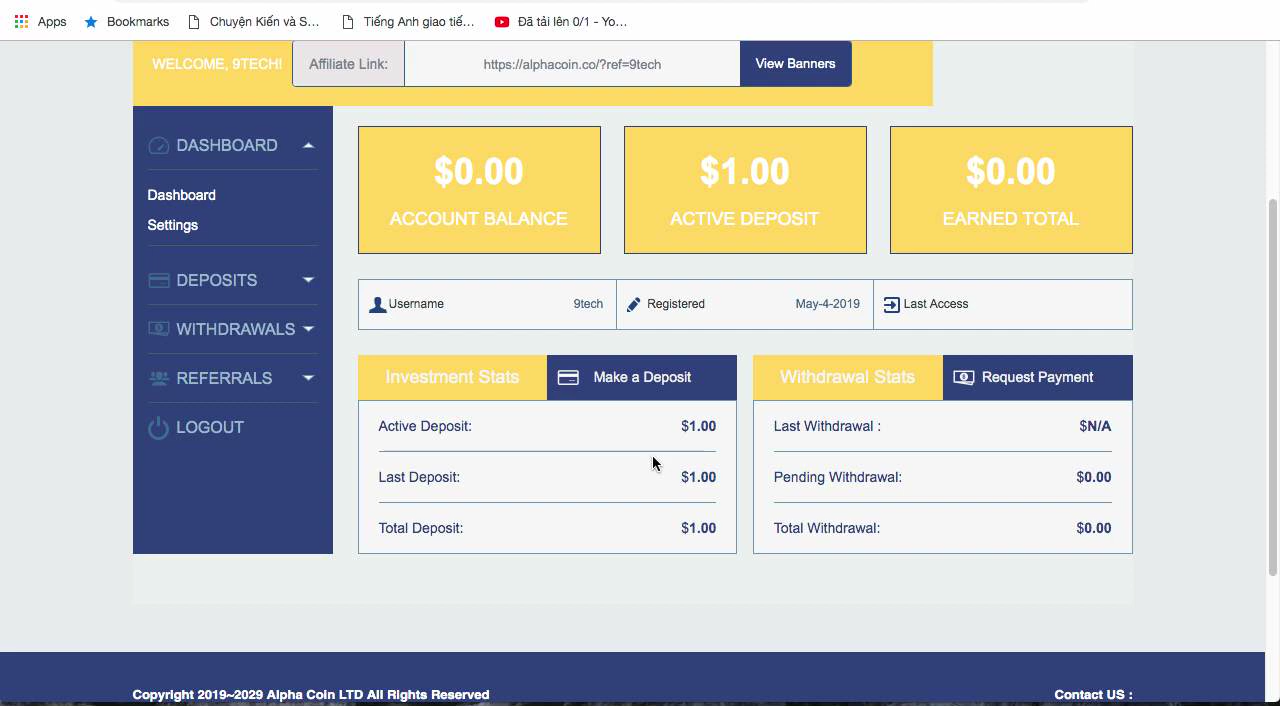 Apps Bookmarks Chuyện Kiến và S... Tiếng Anh giao tiế... Đã tải lên 0/1 - Yo...
WELCOME, 9TECH! Affiliate Link: https://alphacoin.co/?ref=9tech View Banners
DASHBOARD
Dashboard
Settings
DEPOSITS
WITHDRAWALS
REFERRALS
LOGOUT
$0.00
ACCOUNT BALANCE
$1.00
ACTIVE DEPOSIT
$0.00
EARNED TOTAL
Username 9tech Registered May-4-2019 Last Access
Investment Stats Make a Deposit
Active Deposit: $1.00
Last Deposit: $1.00
Total Deposit: $1.00
Withdrawal Stats Request Payment
Last Withdrawal : $N/A
Pending Withdrawal: $0.00
Total Withdrawal: $0.00
Copyright 2019~2029 Alpha Coin LTD All Rights Reserved Contact US :